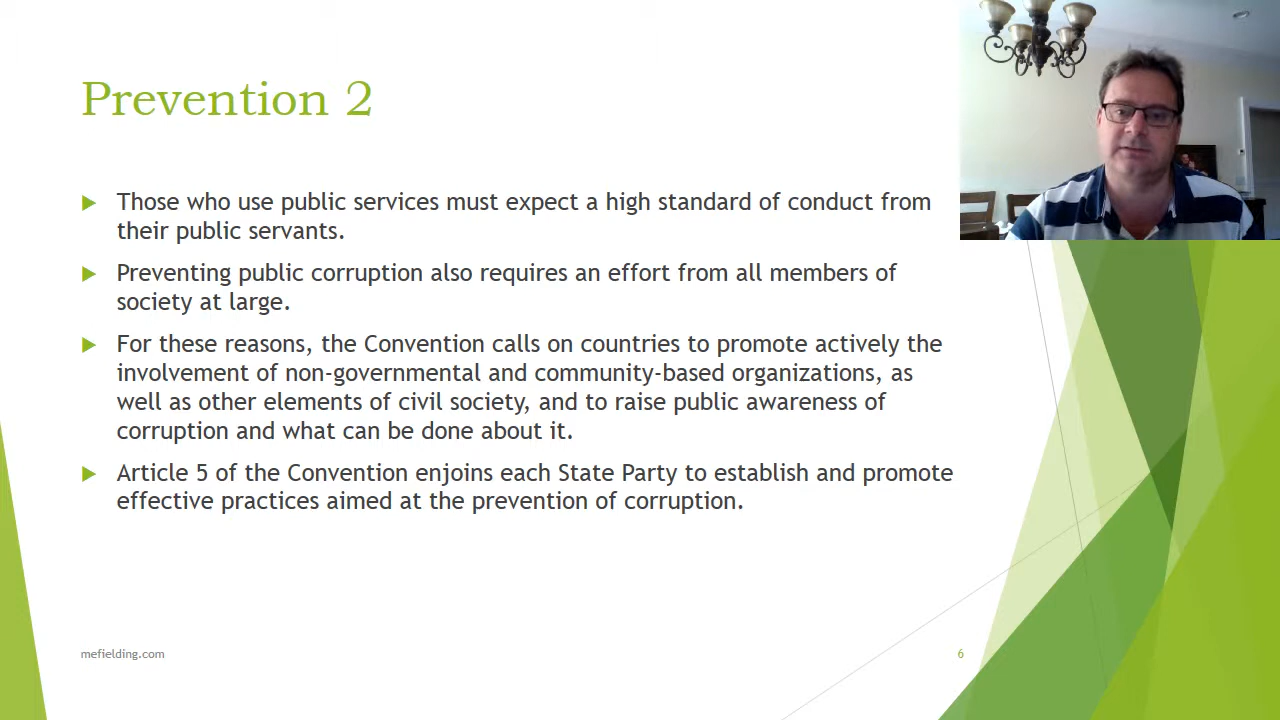 Prevention 2
Those who use public services must expect a high standard of conduct from
their public servants.
Preventing public corruption also requires an effort from all members of
society at large.
For these reasons, the Convention calls on countries to promote actively the
involvement of non-governmental and community-based organizations, as
well as other elements of civil society, and to raise public awareness of
corruption and what can be done about it.
Article 5 of the Convention enjoins each State Party to establish and promote
effective practices aimed at the prevention of corruption.
mefielding.com
6